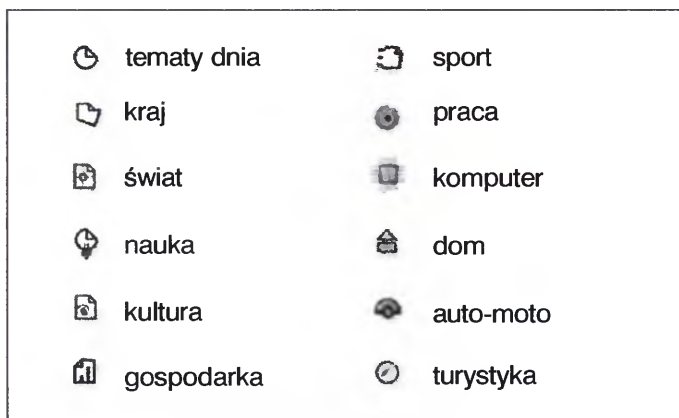 tematy dnia
kraj
świat
nauka
kultura
gospodarka
sport
praca
komputer
dom
auto-moto
turystyka